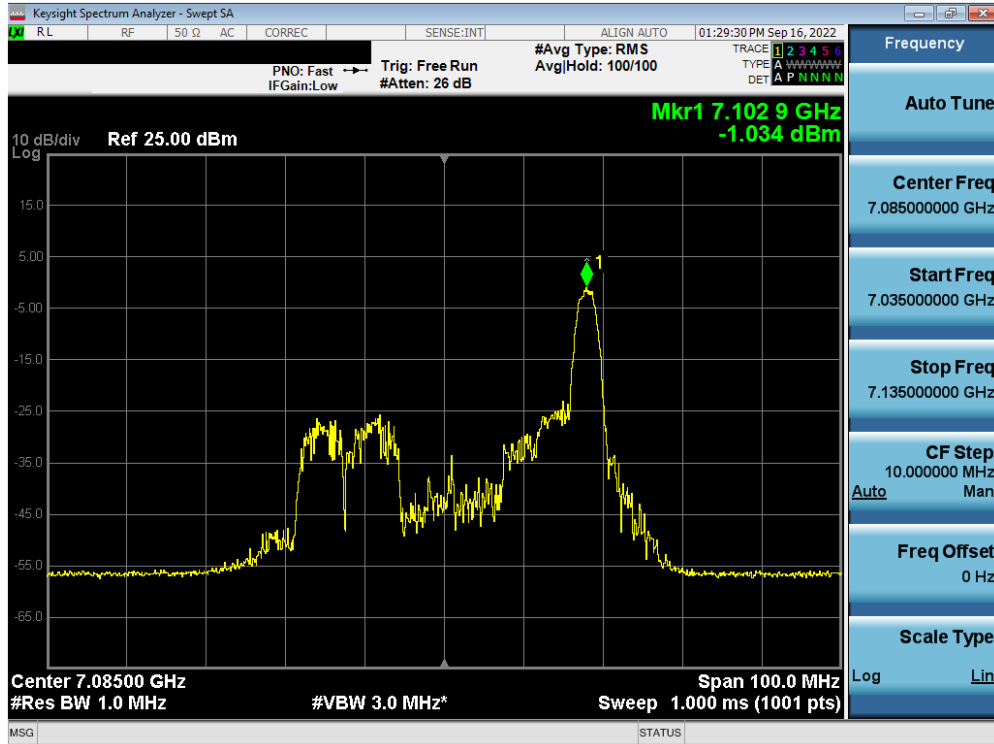 Keysight Spectrum Analyzer - Swept SA
LXI RL RF 50 Ω AC CORREC SENSE:INT ALIGN AUTO 01:29:30 PM Sep 16, 2022
PNO: Fast
IFGain:Low
Trig: Free Run
#Atten: 26 dB
#Avg Type: RMS
Avg|Hold: 100/100
TRACE 1 2 3 4 5 6
TYPE A WWWWW
DET A P N N N N
Mkr1 7.102 9 GHz
-1.034 dBm
10 dB/div Ref 25.00 dBm
Log
15.0
5.00
-5.00
-15.0
-25.0
-35.0
-45.0
-55.0
-65.0
1
Center 7.08500 GHz Span 100.0 MHz
#Res BW 1.0 MHz #VBW 3.0 MHz* Sweep 1.000 ms (1001 pts)
MSG STATUS
Frequency
Auto Tune
Center Freq
7.085000000 GHz
Start Freq
7.035000000 GHz
Stop Freq
7.135000000 GHz
CF Step
10.000000 MHz
Auto Man
Freq Offset
0 Hz
Scale Type
Log Lin